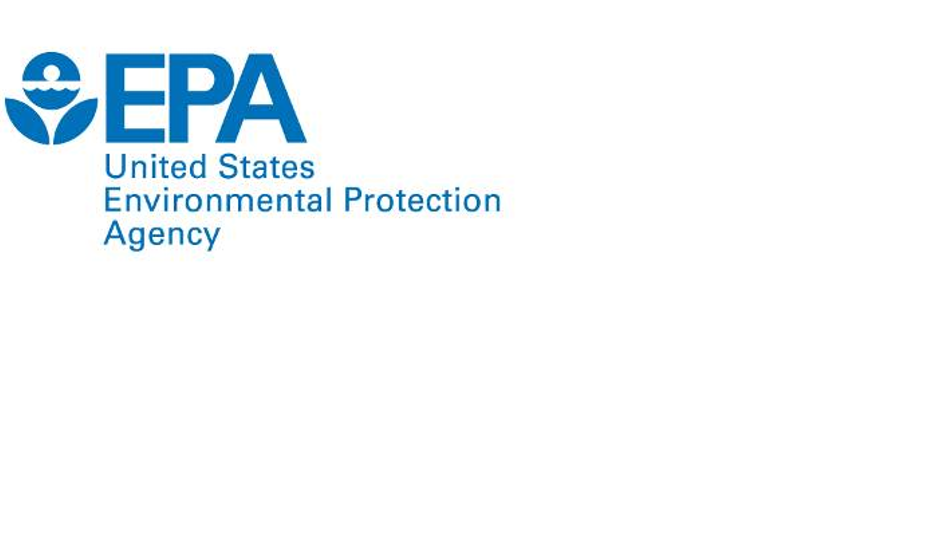 EPA
United States
Environmental Protection
Agency